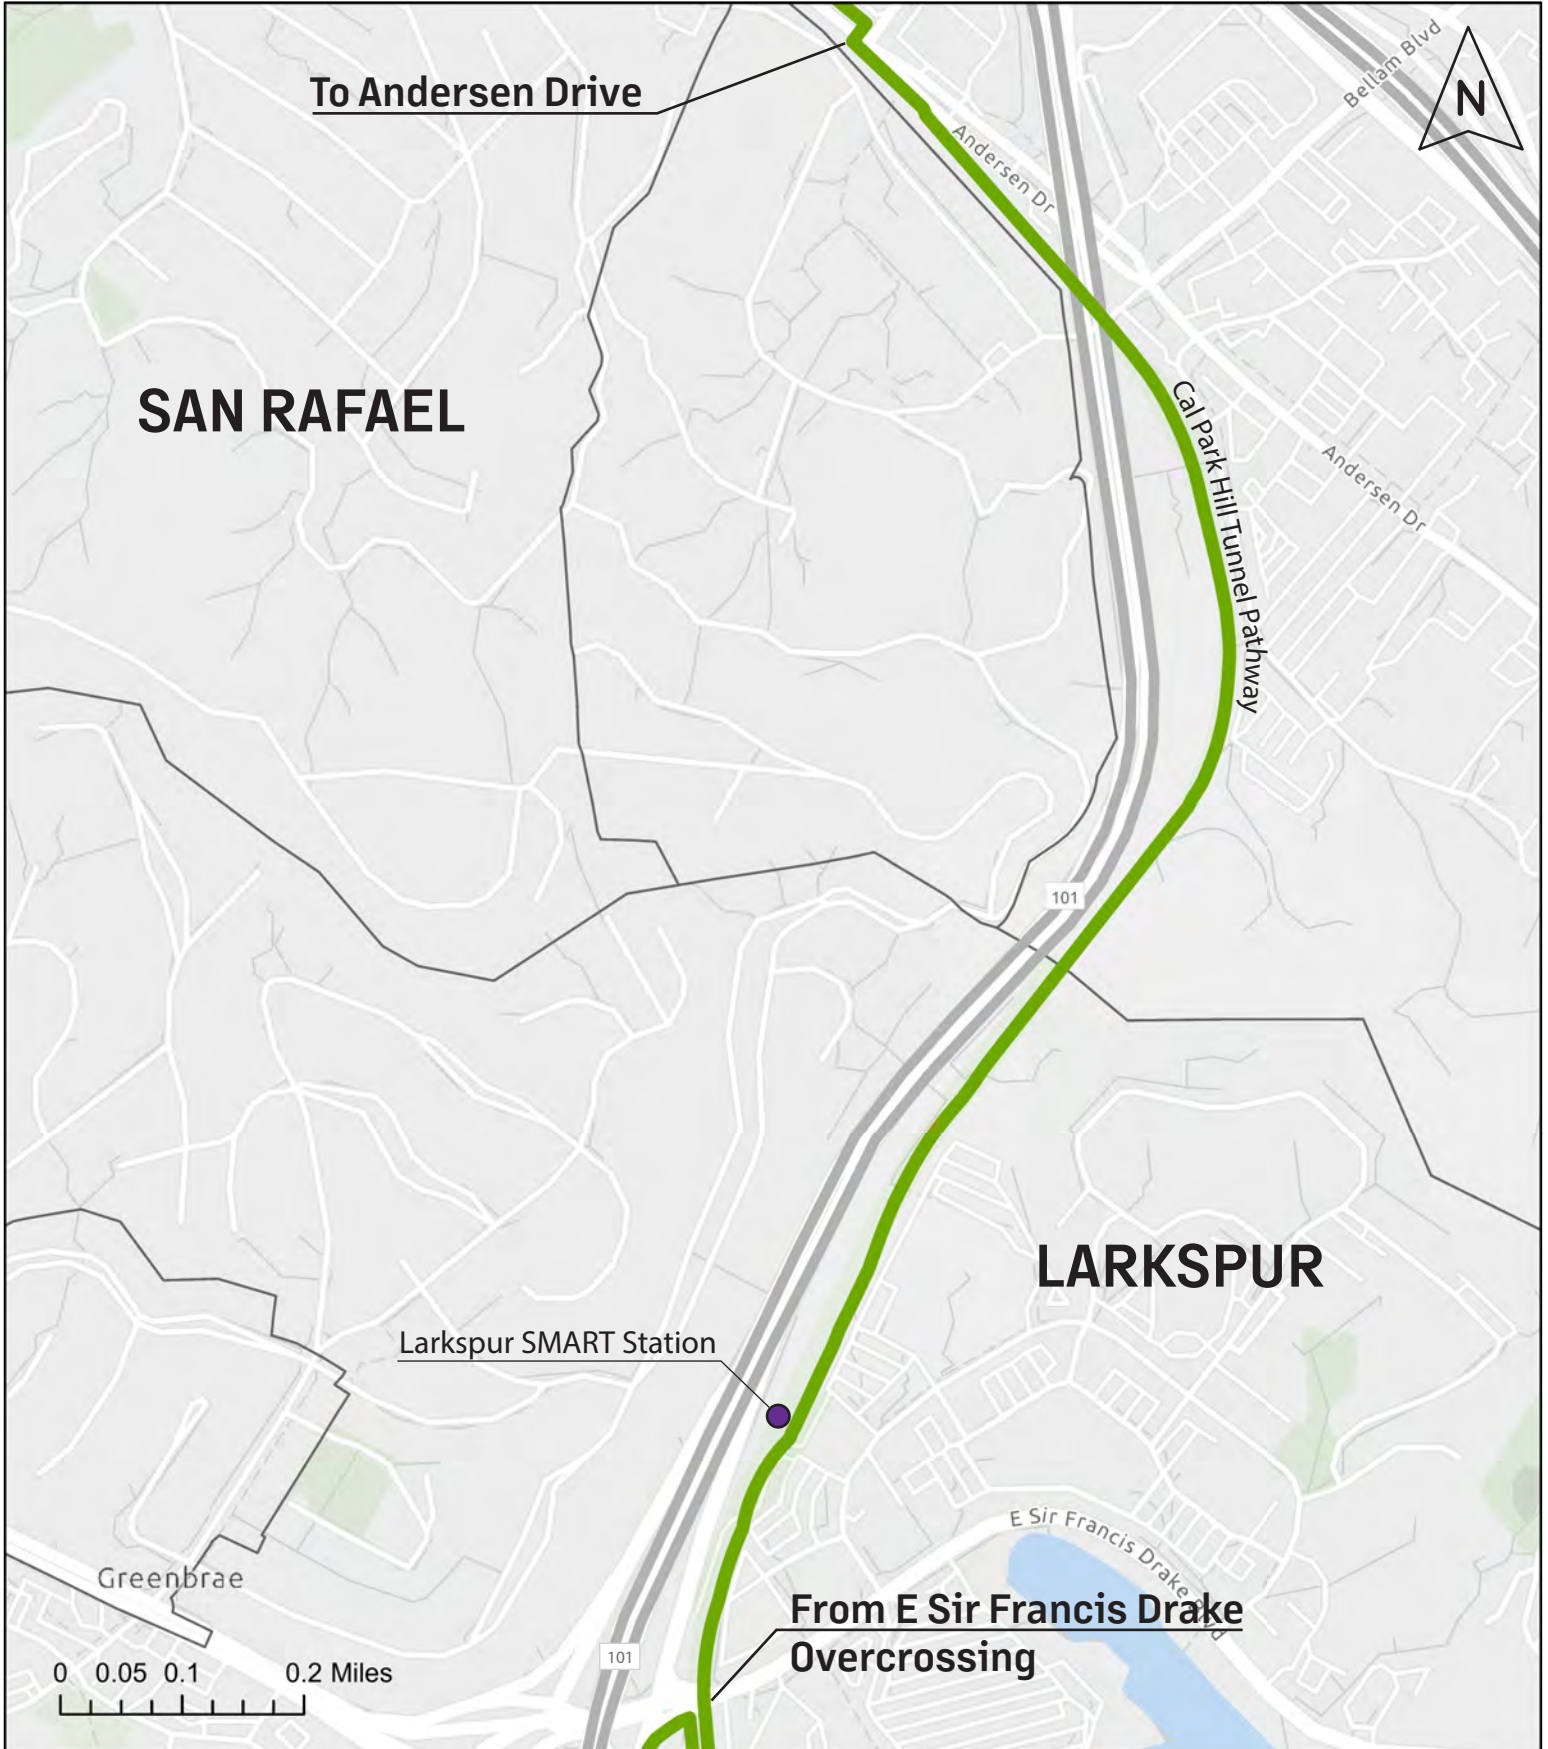 Bellam Blvd
N
To Andersen Drive
Andersen Dr
SAN RAFAEL
Cal Park Hill Tunnel Pathway
Andersen Dr
101
LARKSPUR
Larkspur SMART Station
E Sir Francis Drake Blvd
Greenbrae
From E Sir Francis Drake
Overcrossing
101
0 0.05 0.1 0.2 Miles